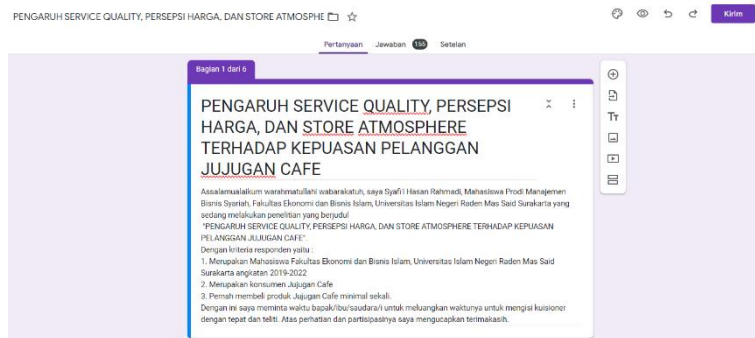 PENGARUH SERVICE QUALITY, PERSEPSI HARGA, DAN STORE ATMOSPHE
Kirim
Pertanyaan Jawaban 155 Setelan
Bagian 1 dari 6
PENGARUH SERVICE QUALITY, PERSEPSI
HARGA, DAN STORE ATMOSPHERE
TERHADAP KEPUASAN PELANGGAN
JUJUGAN CAFE
Assalamualaikum warahmatullahi wabarakatuh, saya Syafi'i Hasan Rahmadi, Mahasiswa Prodi Manajemen
Bisnis Syariah, Fakultas Ekonomi dan Bisnis Islam, Universitas Islam Negeri Raden Mas Said Surakarta yang
sedang melakukan penelitian yang berjudul
"PENGARUH SERVICE QUALITY, PERSEPSI HARGA, DAN STORE ATMOSPHERE TERHADAP KEPUASAN
PELANGGAN JUJUGAN CAFE".
Dengan kriteria responden yaitu :
1. Merupakan Mahasiswa Fakultas Ekonomi dan Bisnis Islam, Universitas Islam Negeri Raden Mas Said
Surakarta angkatan 2019-2022
2. Merupakan konsumen Jujugan Cafe
3. Pernah membeli produk Jujugan Cafe minimal sekali.
Dengan ini saya meminta waktu bapak/ibu/saudara/i untuk meluangkan waktunya untuk mengisi kuisioner
dengan tepat dan teliti. Atas perhatian dan partisipasinya saya mengucapkan terimakasih.